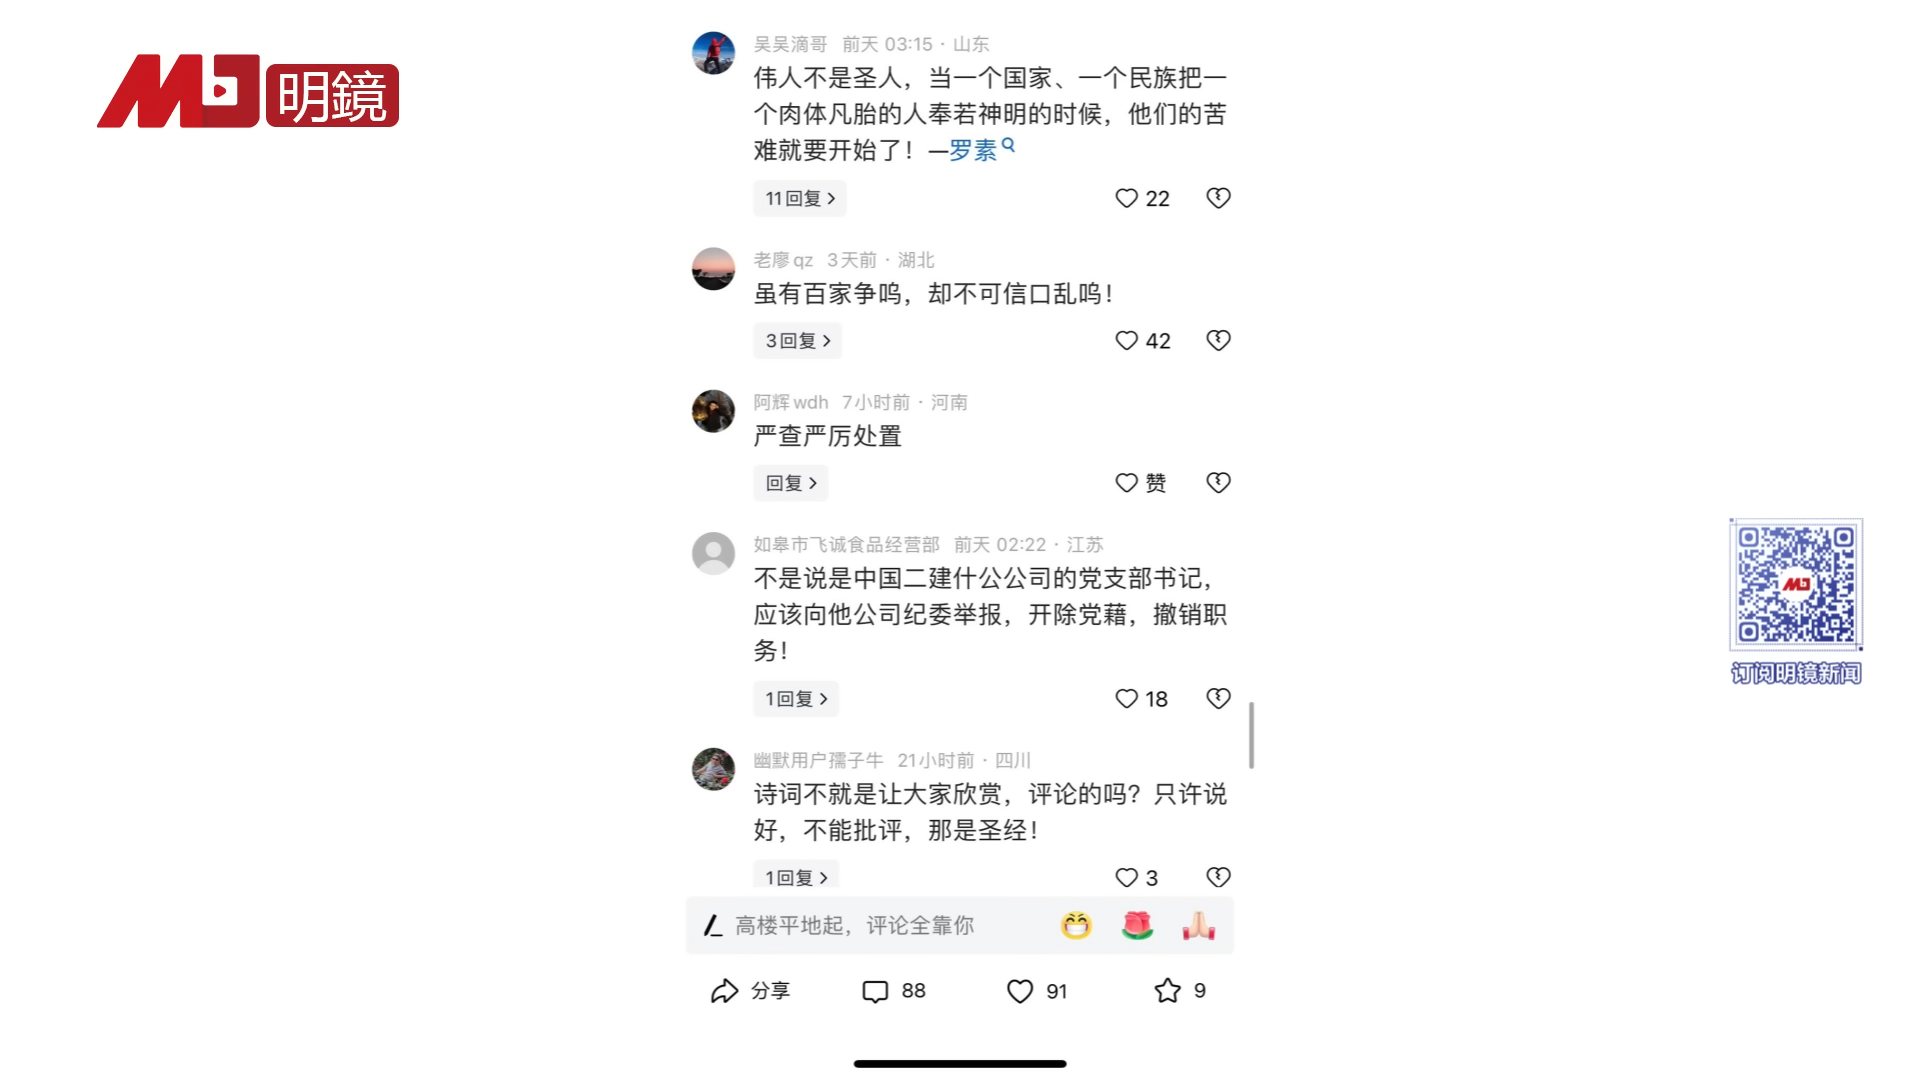 明鏡
吴吴滴哥 前天 03:15 · 山东
伟人不是圣人，当一个国家、一个民族把一
个肉体凡胎的人奉若神明的时候，他们的苦
难就要开始了！—罗素
11回复
22
老廖qz 3天前 · 湖北
虽有百家争呜，却不可信口乱呜！
3回复
42
阿辉wdh 7小时前 · 河南
严查严厉处置
回复
赞
如皋市飞诚食品经营部 前天 02:22 · 江苏
不是说是中国二建什公公司的党支部书记，
应该向他公司纪委举报，开除党藉，撤销职
务！
1回复
18
幽默用户孺子牛 21小时前 · 四川
诗词不就是让大家欣赏，评论的吗？只许说
好，不能批评，那是圣经！
1回复
3
高楼平地起，评论全靠你
分享
88
91
9
订阅明镜新闻